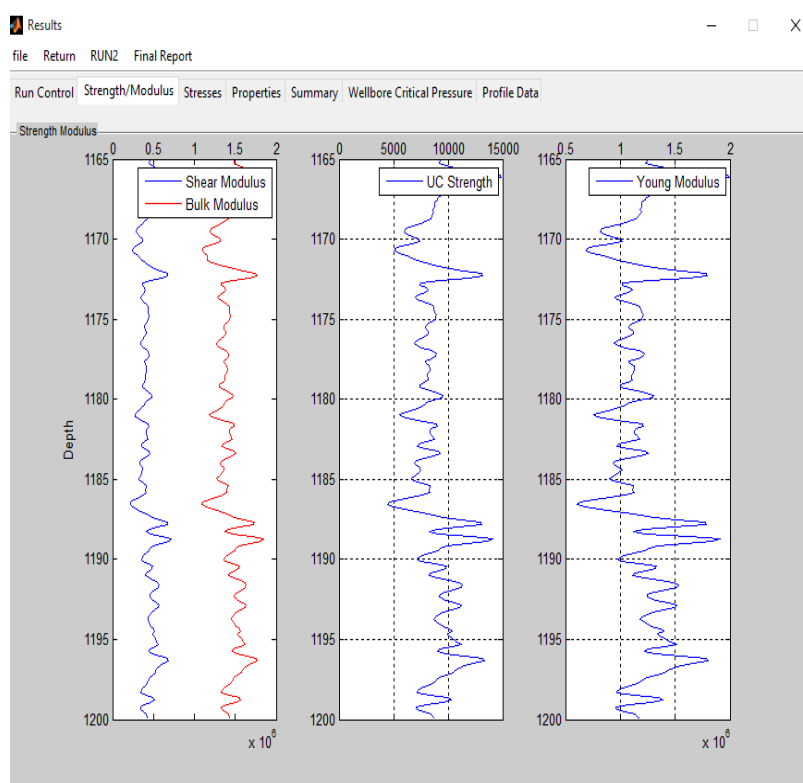 Results
file Return RUN2 Final Report
Run Control Strength/Modulus Stresses Properties Summary Wellbore Critical Pressure Profile Data
Strength Modulus
0 0.5 1 1.5 2
1165
1170
1175
1180
1185
1190
1195
1200
Depth
Shear Modulus
Bulk Modulus
x 10^6
0 5000 10000 15000
1165
1170
1175
1180
1185
1190
1195
1200
UC Strength
0.5 1 1.5 2
1165
1170
1175
1180
1185
1190
1195
1200
Young Modulus
x 10^6